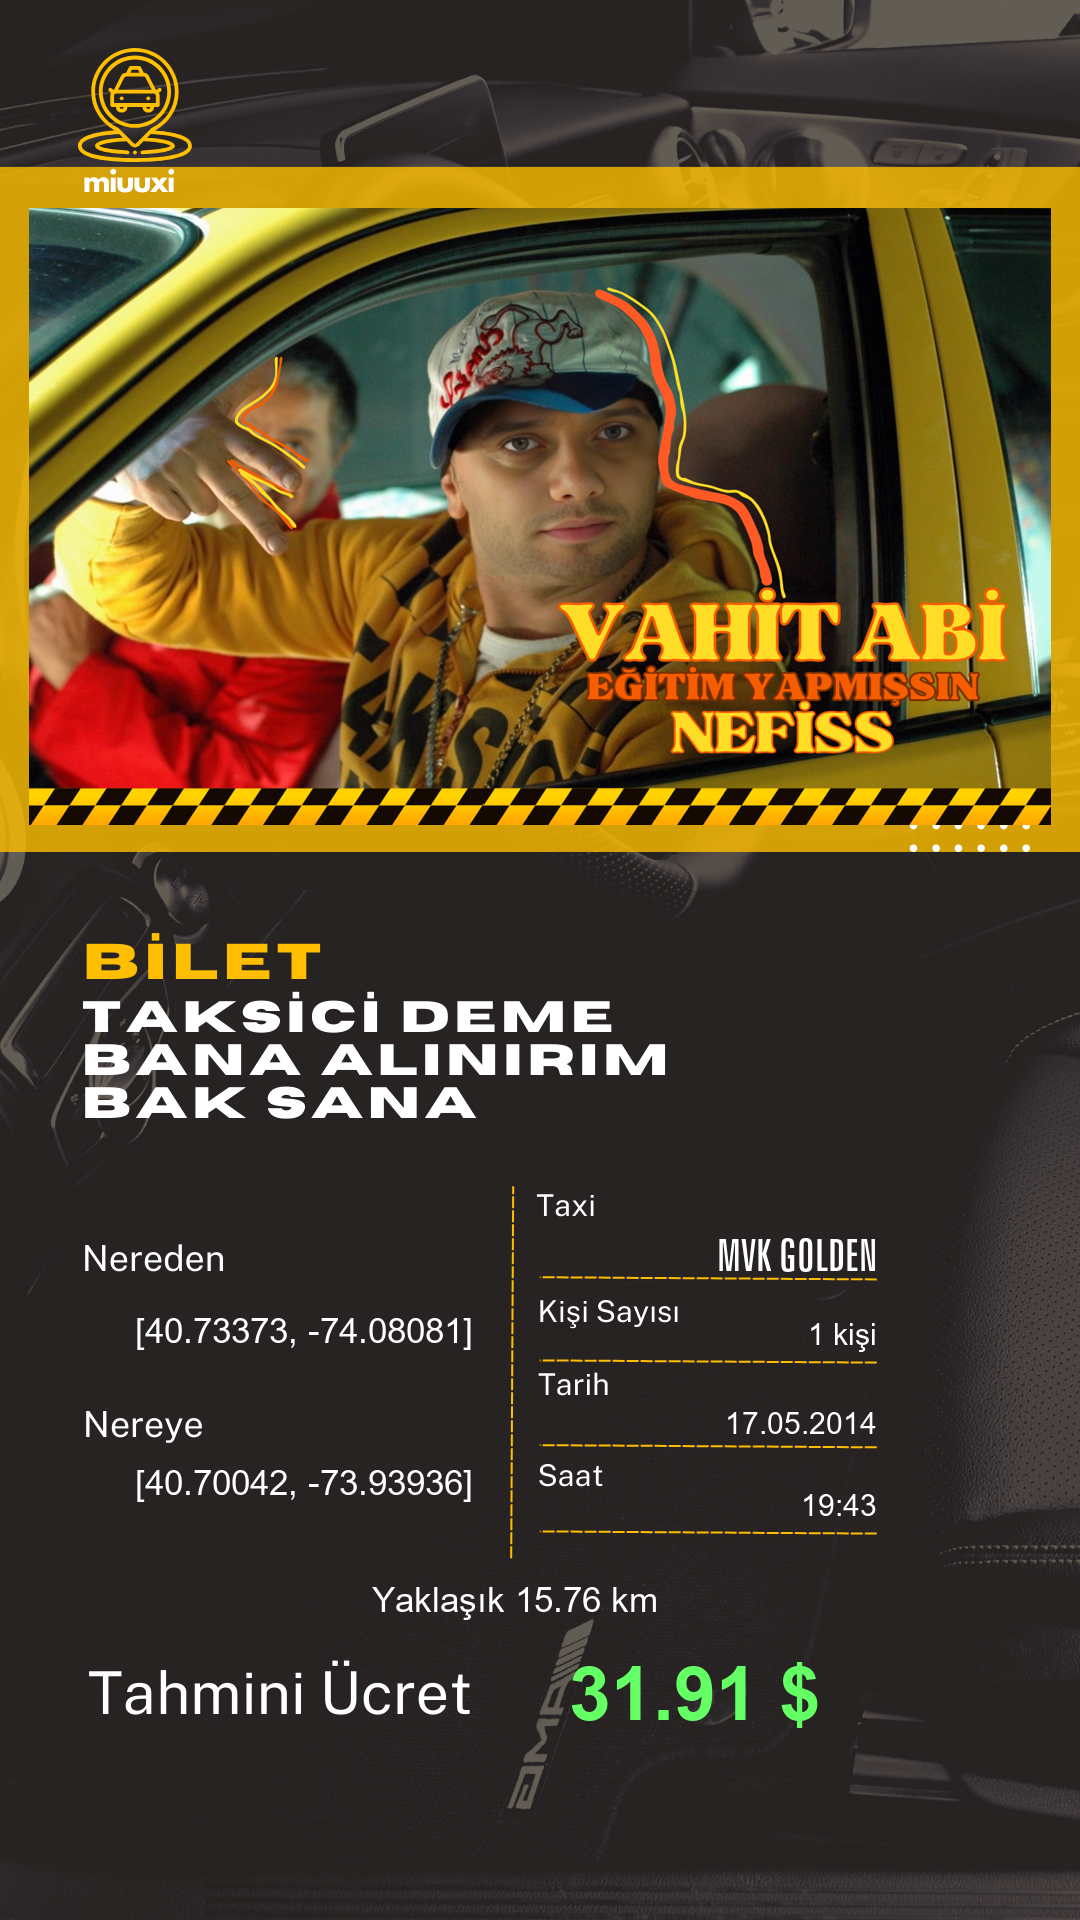 miuuxi
VAHİT ABİ
EĞİTİM YAPMIŞSIN
NEFİSS
BİLET
TAKSİCİ DEME
BANA ALINIRIM
BAK SANA
Nereden
[40.73373, -74.08081]
Nereye
[40.70042, -73.93936]
Taxi
MVK GOLDEN
Kişi Sayısı
1 kişi
Tarih
17.05.2014
Saat
19:43
Yaklaşık 15.76 km
Tahmini Ücret 31.91 $
AMG